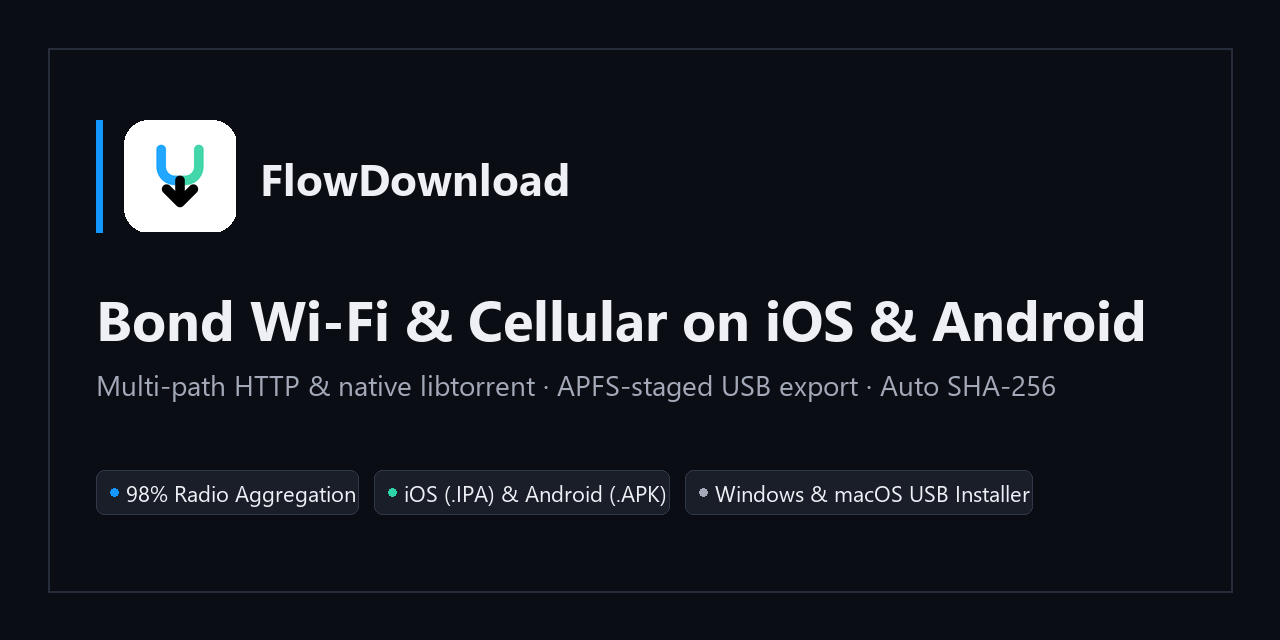 FlowDownload
Bond Wi-Fi & Cellular on iOS & Android
Multi-path HTTP & native libtorrent · APFS-staged USB export · Auto SHA-256
98% Radio Aggregation
iOS (.IPA) & Android (.APK)
Windows & macOS USB Installer